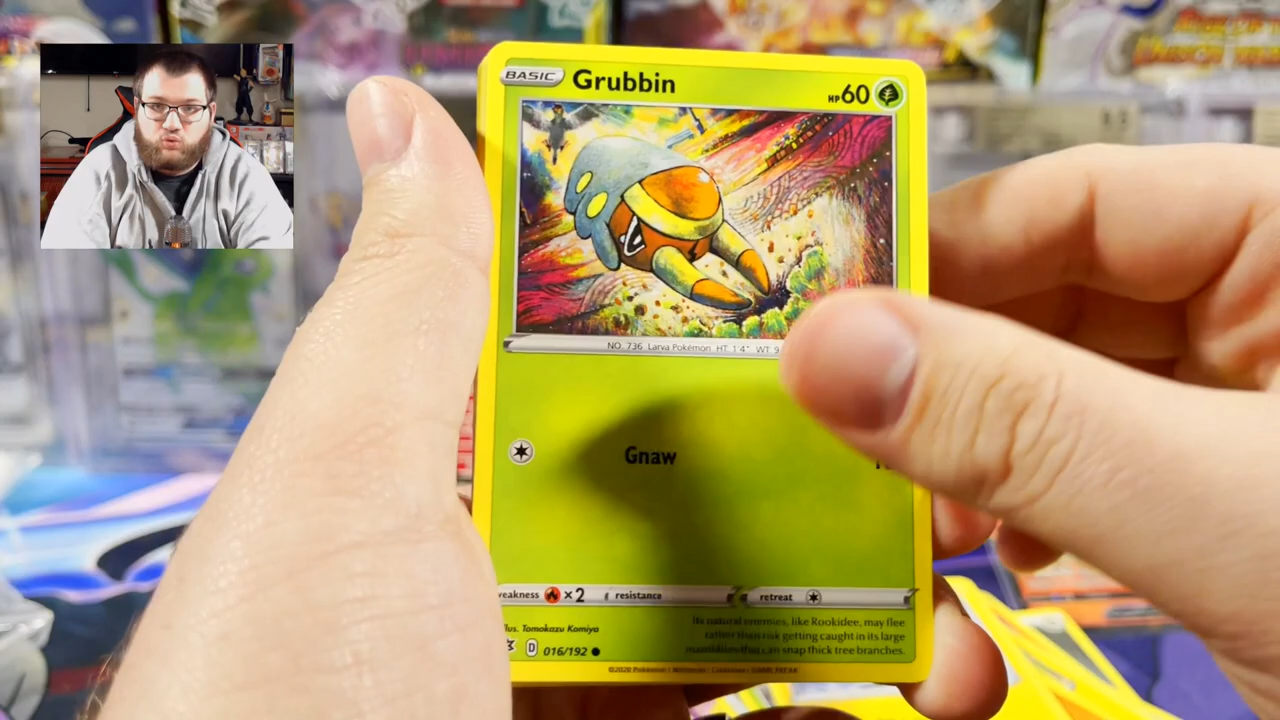 BASIC Grubbin HP 60
NO. 736 Larva Pokémon HT. 1'4" WT. 9
Gnaw
weakness ×2 resistance retreat
Illus. Tomokazu Komiya
D 016/192
Its natural enemies, like Rookidee, may flee
rather than risk getting caught in its large
mandibles that can snap thick tree branches.
©2020 Pokémon / Nintendo / Creatures / GAME FREAK